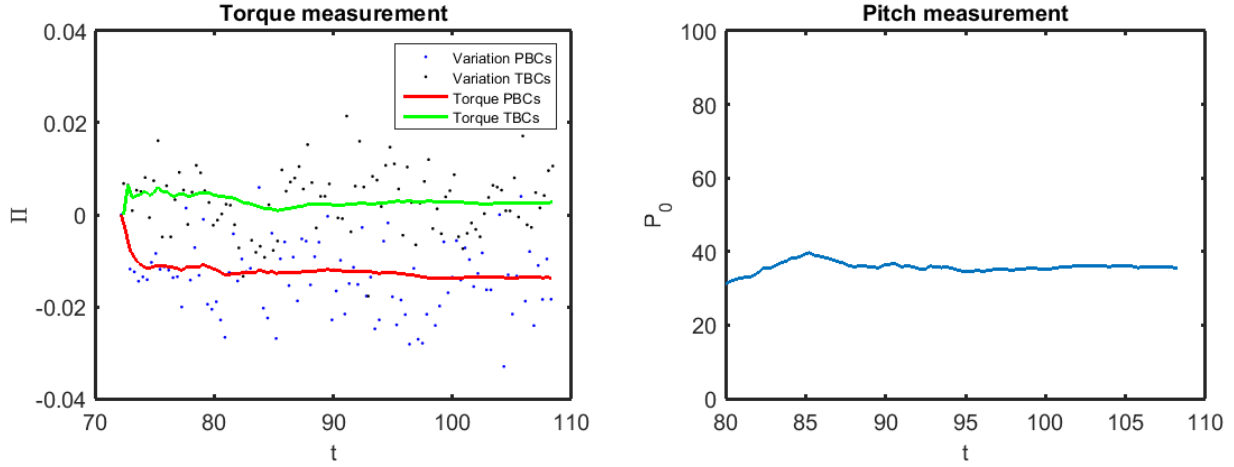 Torque measurement
0.04
0.02
0
-0.02
-0.04
Π
70
80
90
100
110
t
Variation PBCs
Variation TBCs
Torque PBCs
Torque TBCs
Pitch measurement
100
80
60
40
20
0
P_0
80
85
90
95
100
105
110
t